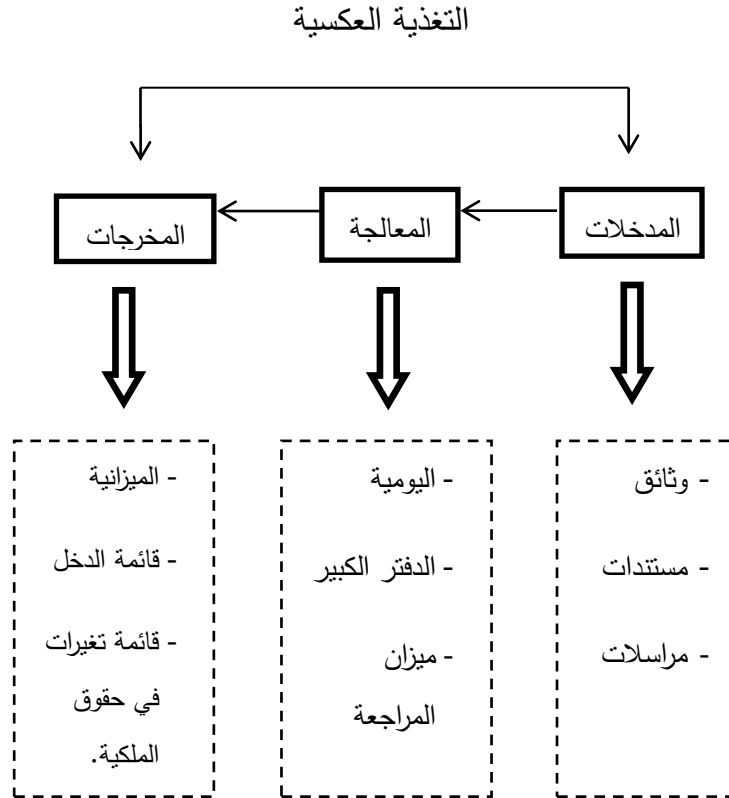 التغذية العكسية
المدخلات
المعالجة
المخرجات
- وثائق
- مستندات
- مراسلات
- اليومية
- الدفتر الكبير
- ميزان
المراجعة
- الميزانية
- قائمة الدخل
- قائمة تغيرات
في حقوق
الملكية.